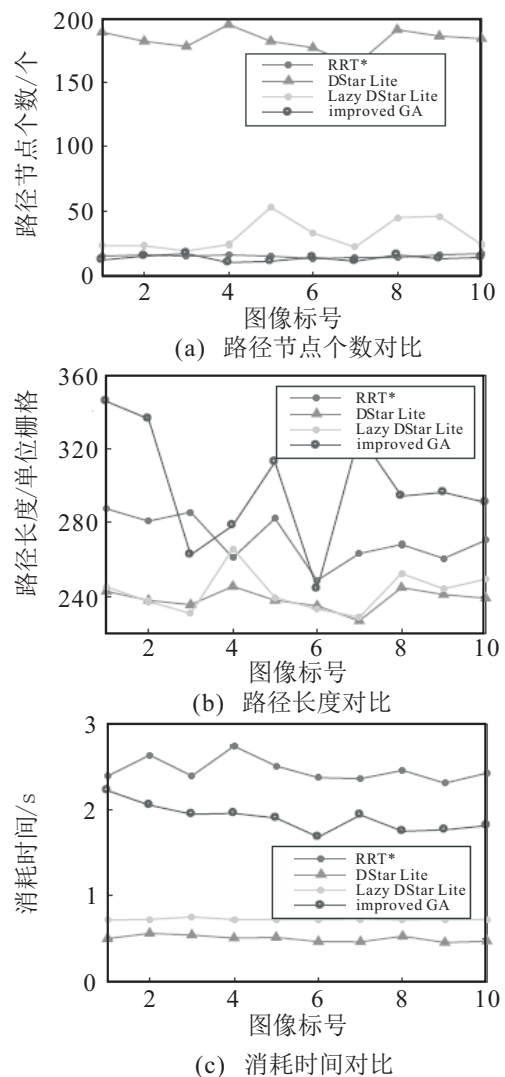 路径节点个数/个
200
150
100
50
0
RRT*
DStar Lite
Lazy DStar Lite
improved GA
2 4 6 8 10
图像标号
(a) 路径节点个数对比
路径长度/单位栅格
360
320
280
240
RRT*
DStar Lite
Lazy DStar Lite
improved GA
2 4 6 8 10
图像标号
(b) 路径长度对比
消耗时间/s
3
2
1
0
RRT*
DStar Lite
Lazy DStar Lite
improved GA
2 4 6 8 10
图像标号
(c) 消耗时间对比